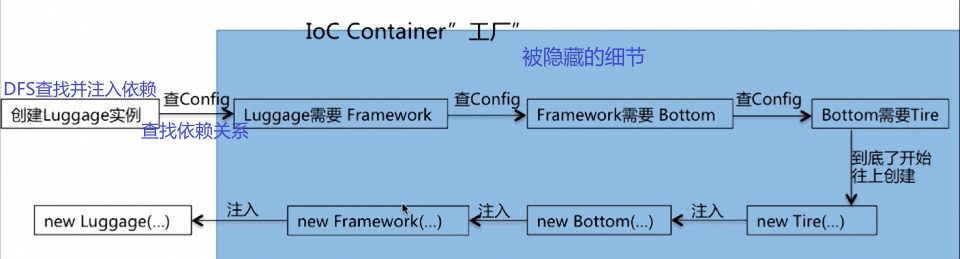 IoC Container”工厂”
被隐藏的细节
DFS查找并注入依赖
创建Luggage实例
查Config
查找依赖关系
Luggage需要 Framework
查Config
Framework需要 Bottom
查Config
Bottom需要Tire
到底了开始
往上创建
new Tire(...)
注入
new Bottom(...)
注入
new Framework(...)
注入
new Luggage(...)